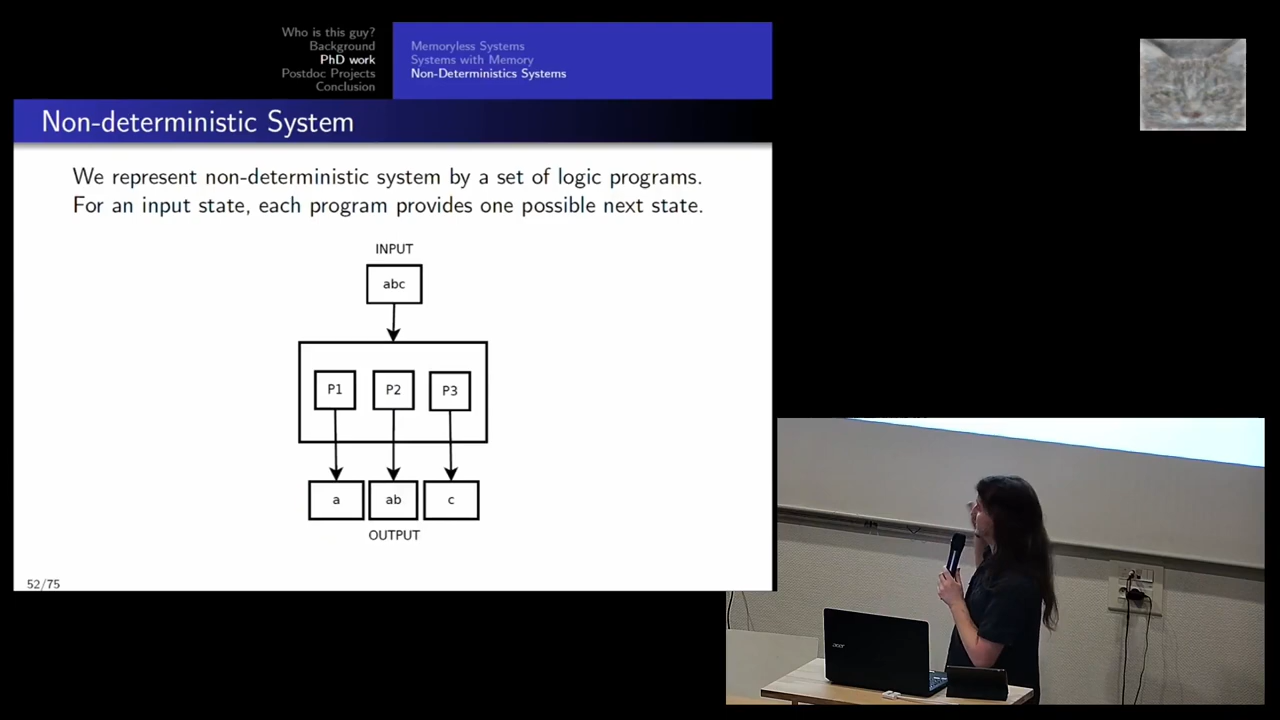 Who is this guy?
Background
PhD work
Postdoc Projects
Conclusion
Memoryless Systems
Systems with Memory
Non-Deterministics Systems
Non-deterministic System
We represent non-deterministic system by a set of logic programs.
For an input state, each program provides one possible next state.
INPUT
abc
P1 P2 P3
a ab c
OUTPUT
52/75
acer